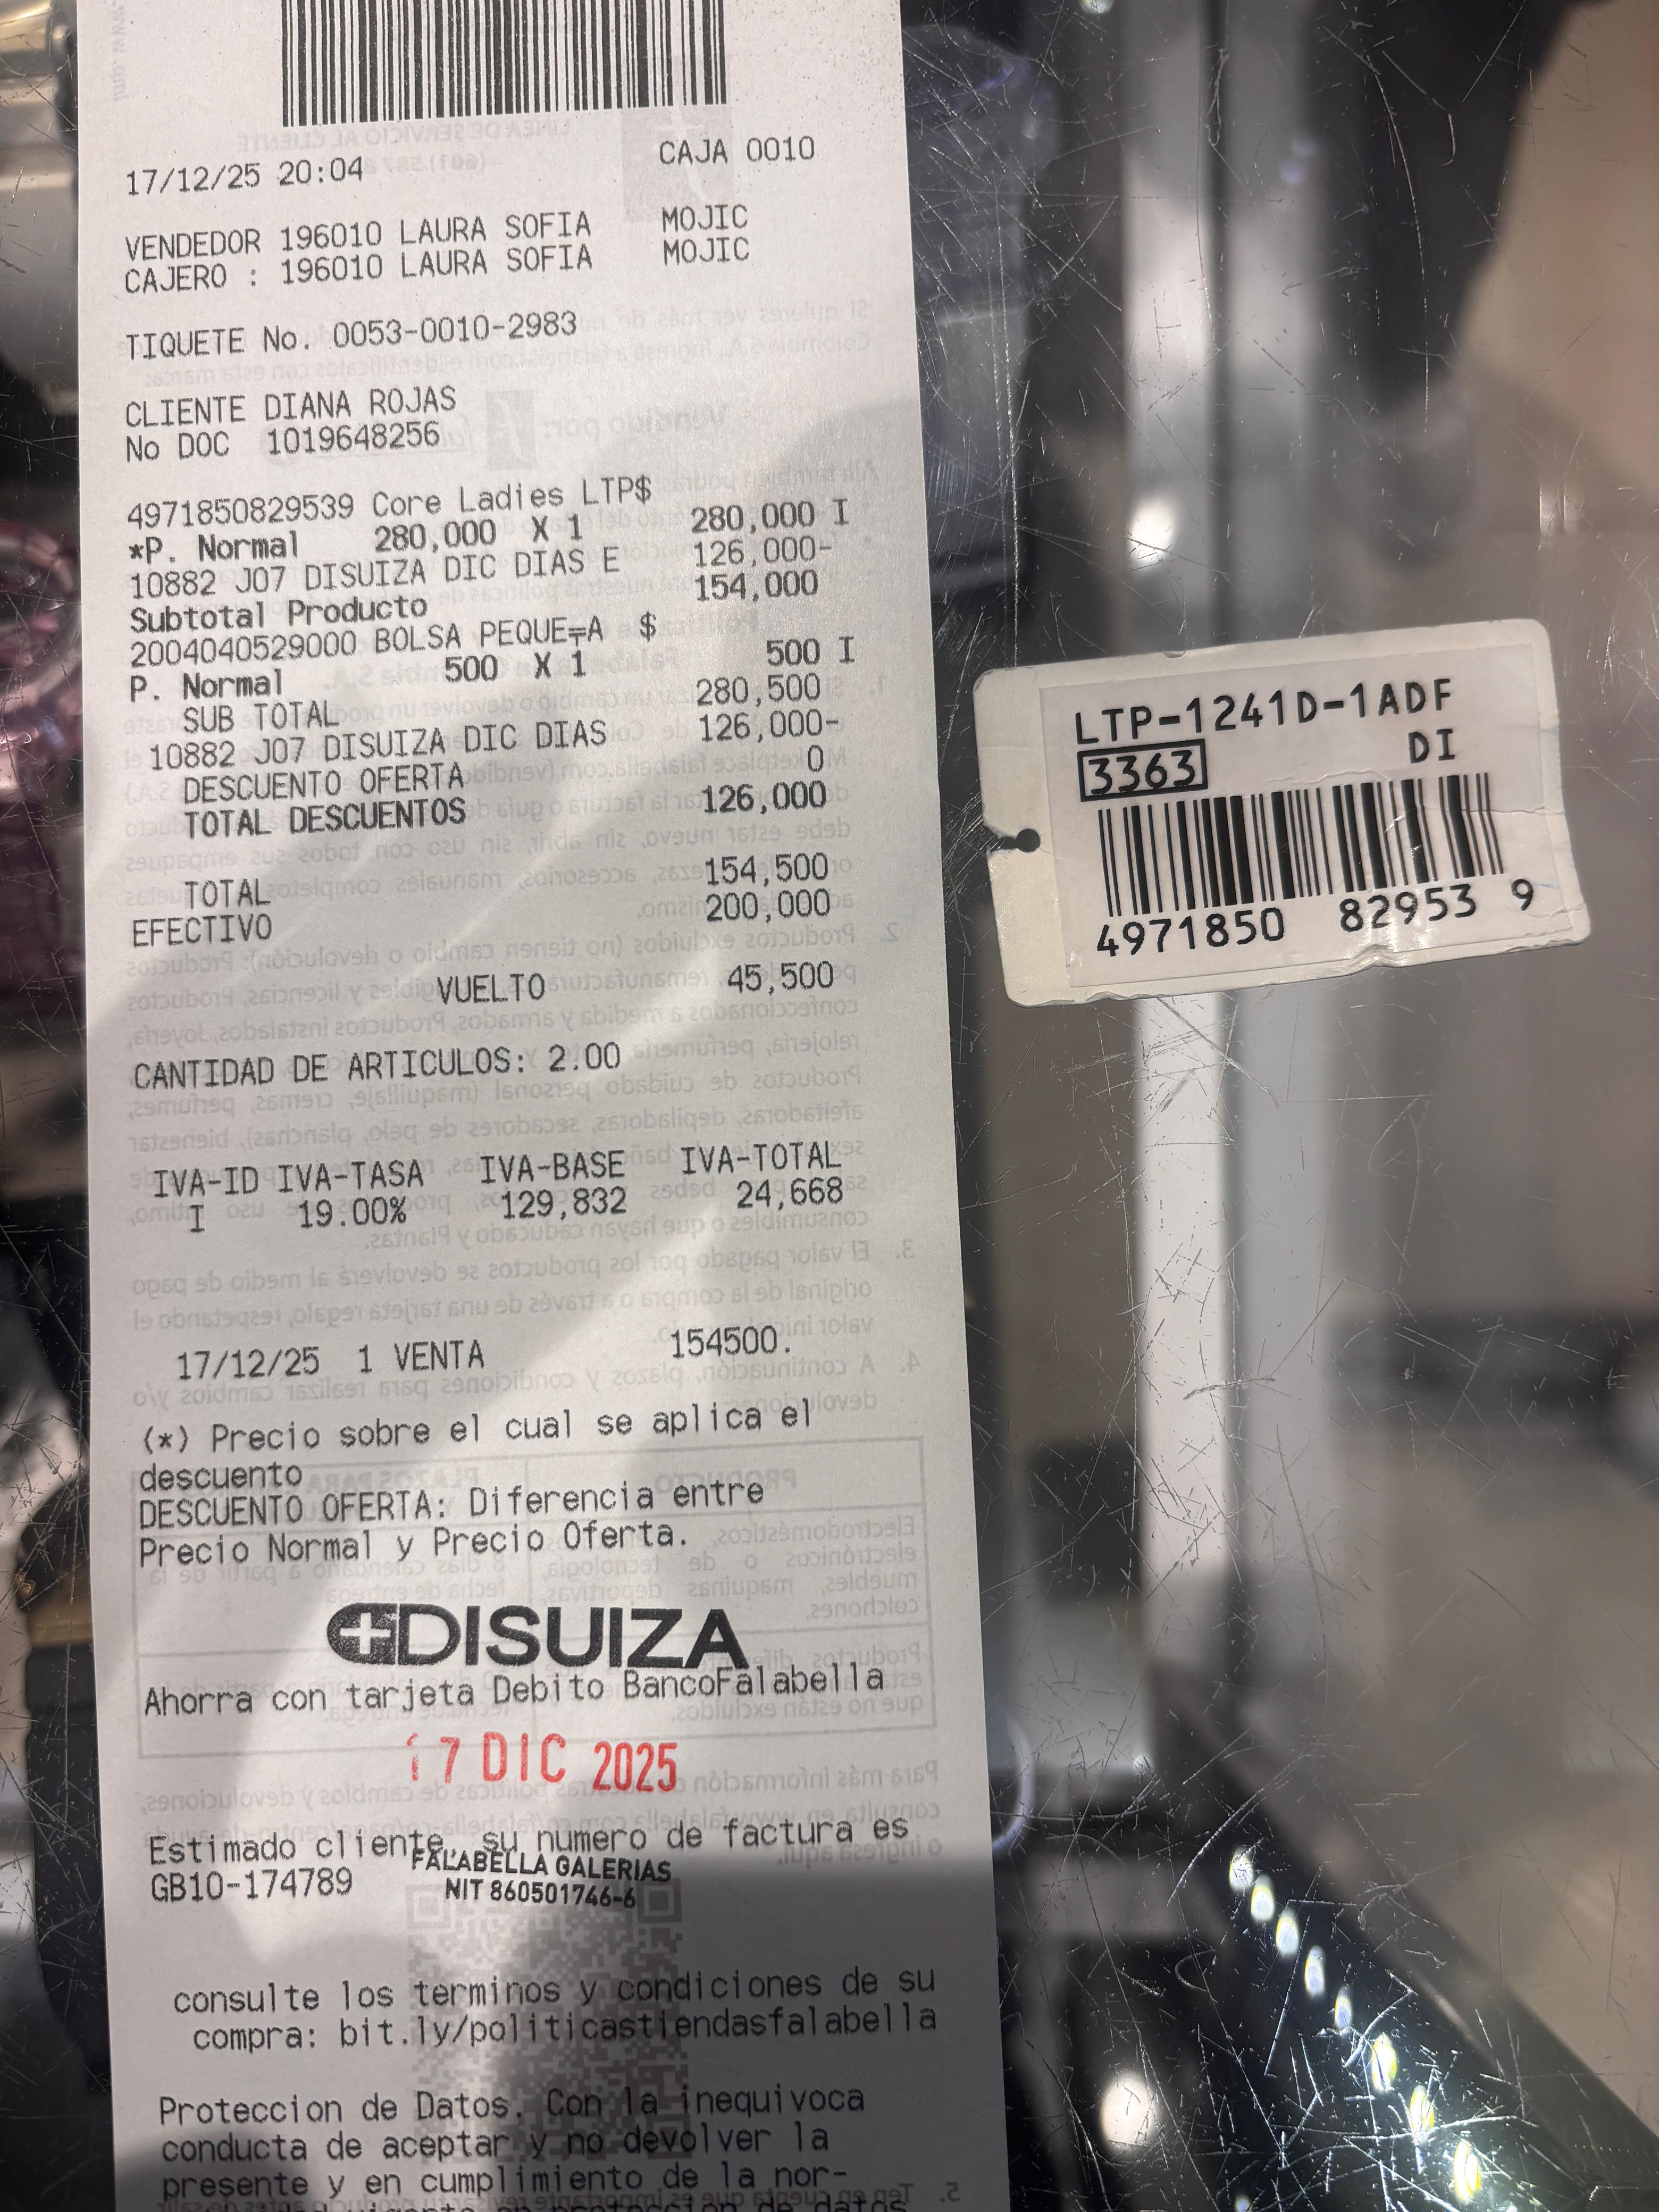 17/12/25 20:04 CAJA 0010
VENDEDOR 196010 LAURA SOFIA MOJIC
CAJERO : 196010 LAURA SOFIA MOJIC
TIQUETE No. 0053-0010-2983
CLIENTE DIANA ROJAS
No DOC 1019648256
4971850829539 Core Ladies LTP$
*P. Normal 280,000 X 1 280,000 I
10882 J07 DISUIZA DIC DIAS E 126,000-
Subtotal Producto 154,000
2004040529000 BOLSA PEQUE╤A $
P. Normal 500 X 1 500 I
SUB TOTAL 280,500
10882 J07 DISUIZA DIC DIAS 126,000-
DESCUENTO OFERTA 0
TOTAL DESCUENTOS 126,000
TOTAL 154,500
EFECTIVO 200,000
VUELTO 45,500
CANTIDAD DE ARTICULOS: 2.00
IVA-ID IVA-TASA IVA-BASE IVA-TOTAL
I 19.00% 129,832 24,668
17/12/25 1 VENTA 154500.
(*) Precio sobre el cual se aplica el
descuento
DESCUENTO OFERTA: Diferencia entre
Precio Normal y Precio Oferta.
DISUIZA
Ahorra con tarjeta Debito BancoFalabella
17 DIC 2025
Estimado cliente, su numero de factura es
GB10-174789
FALABELLA GALERIAS
NIT 860501746-6
consulte los terminos y condiciones de su
compra: bit.ly/politicastiendasfalabella
Proteccion de Datos. Con la inequivoca
conducta de aceptar y no devolver la
presente y en cumplimiento de la nor-
LTP-1241D-1ADF
3363 DI
4971850 82953 9